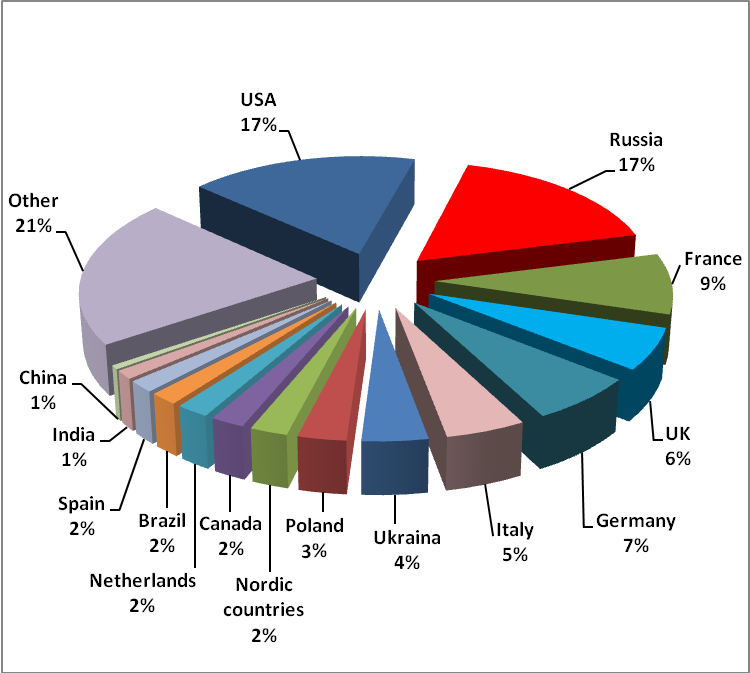 USA
17%
Russia
17%
France
9%
UK
6%
Germany
7%
Italy
5%
Ukraina
4%
Poland
3%
Nordic
countries
2%
Canada
2%
Netherlands
2%
Brazil
2%
Spain
2%
India
1%
China
1%
Other
21%